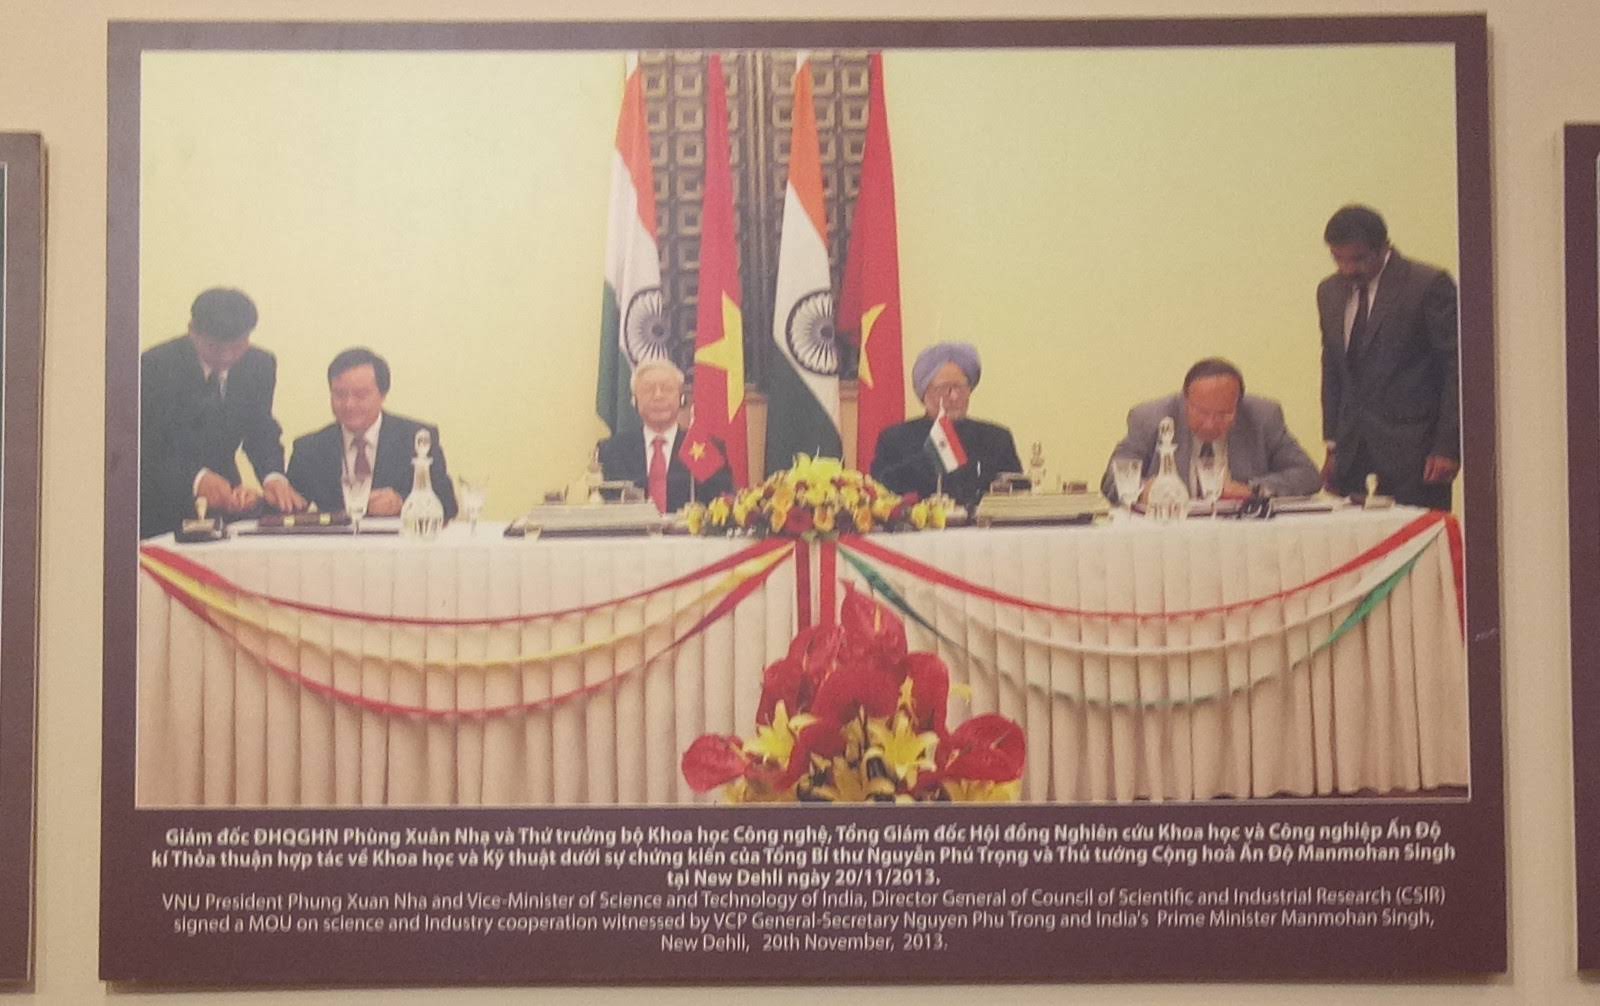 Giám đốc ĐHQGHN Phùng Xuân Nhạ và Thứ trưởng bộ Khoa học Công nghệ, Tổng Giám đốc Hội đồng Nghiên cứu Khoa học và Công nghiệp Ấn Độ
kí Thỏa thuận hợp tác về Khoa học và Kỹ thuật dưới sự chứng kiến của Tổng Bí thư Nguyễn Phú Trọng và Thủ tướng Cộng hoà Ấn Độ Manmohan Singh
tại New Dehli ngày 20/11/2013.
VNU President Phung Xuan Nha and Vice-Minister of Science and Technology of India, Director General of Council of Scientific and Industrial Research (CSIR)
signed a MOU on science and Industry cooperation witnessed by VCP General-Secretary Nguyen Phu Trong and India's Prime Minister Manmohan Singh,
New Dehli, 20th November, 2013.